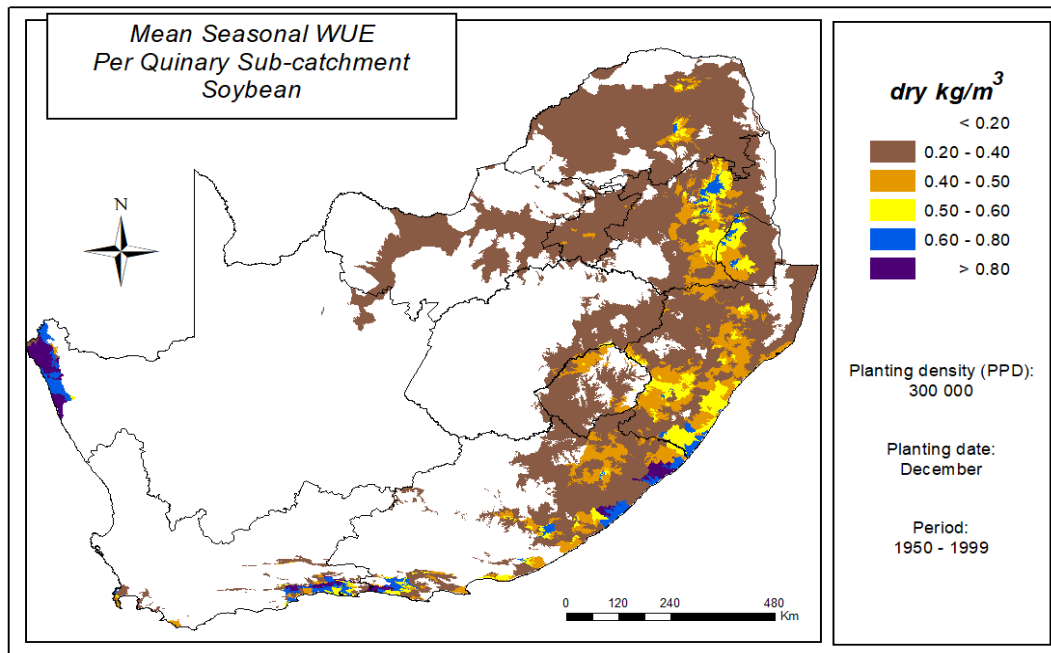 Mean Seasonal WUE
Per Quinary Sub-catchment
Soybean
N
0 120 240 480
Km
dry kg/m³
< 0.20
0.20 - 0.40
0.40 - 0.50
0.50 - 0.60
0.60 - 0.80
> 0.80
Planting density (PPD):
300 000
Planting date:
December
Period:
1950 - 1999